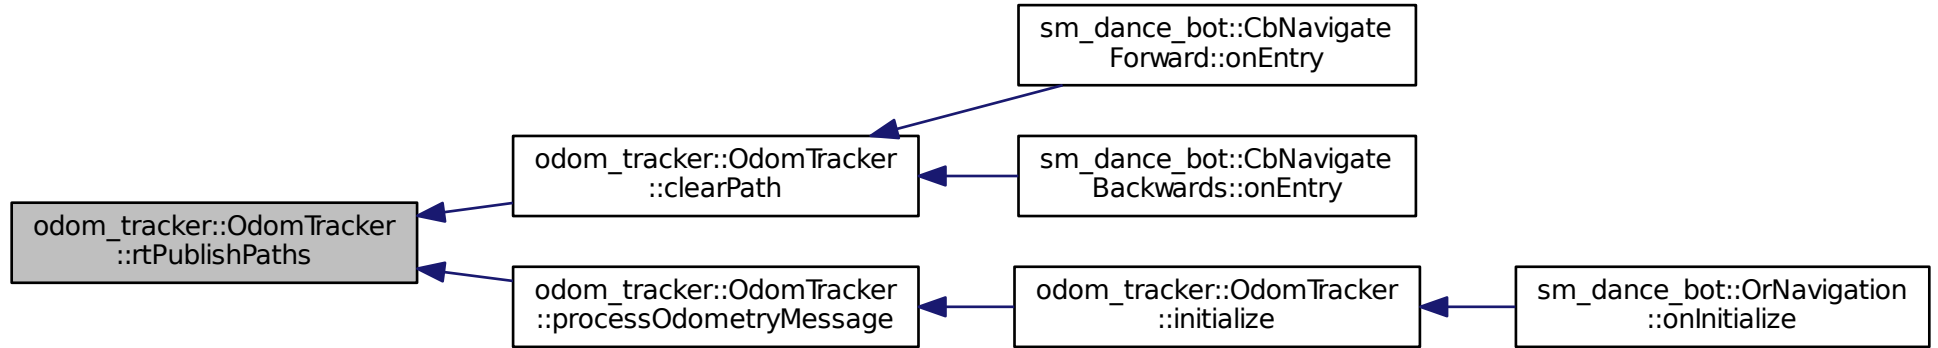 sm_dance_bot::CbNavigate
Forward::onEntry
odom_tracker::OdomTracker
::clearPath
sm_dance_bot::CbNavigate
Backwards::onEntry
odom_tracker::OdomTracker
::rtPublishPaths
odom_tracker::OdomTracker
::processOdometryMessage
odom_tracker::OdomTracker
::initialize
sm_dance_bot::OrNavigation
::onInitialize